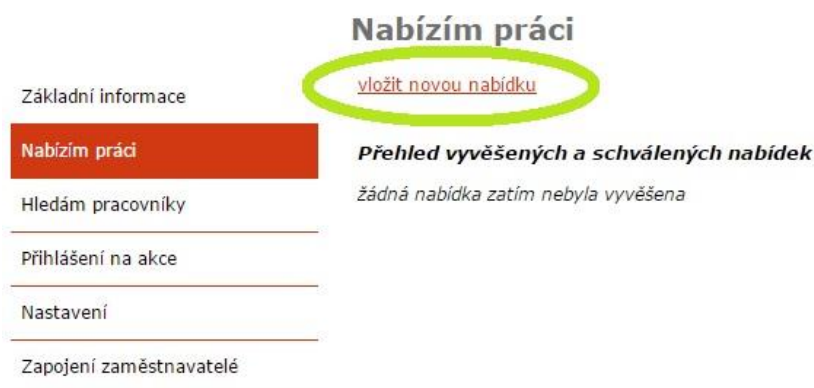 Nabízím práci
vložit novou nabídku
Základní informace
Nabízím práci
Hledám pracovníky
Přihlášení na akce
Nastavení
Zapojení zaměstnavatelé
Přehled vyvěšených a schválených nabídek
žádná nabídka zatím nebyla vyvěšena